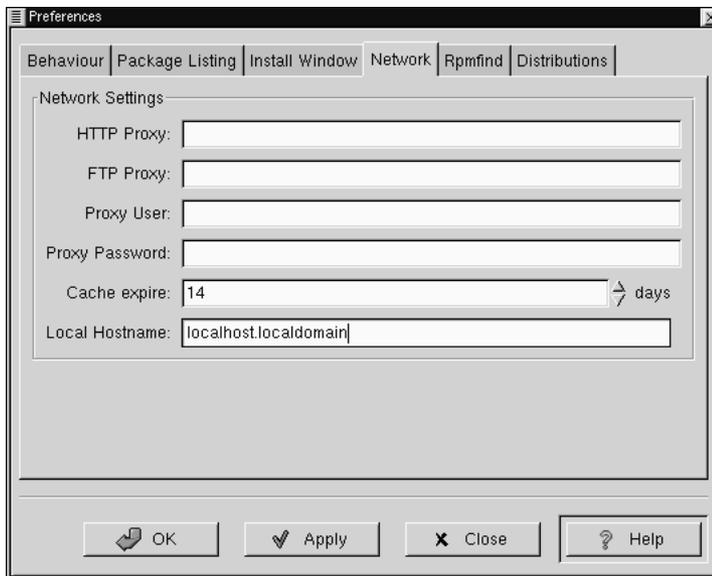 Preferences
Behaviour Package Listing Install Window Network Rpmfind Distributions
Network Settings
HTTP Proxy:
FTP Proxy:
Proxy User:
Proxy Password:
Cache expire: 14 days
Local Hostname: localhost.localdomain
OK Apply Close Help